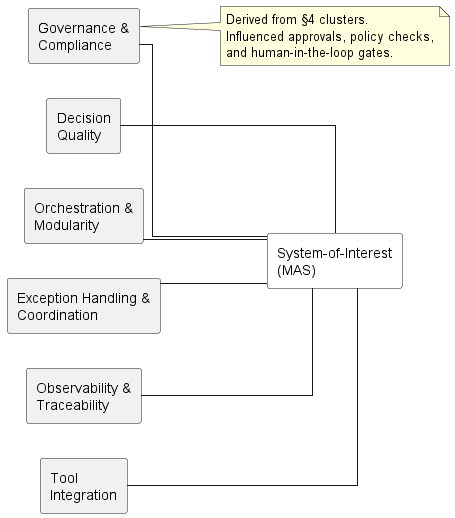 Governance &
Compliance
Derived from §4 clusters.
Influenced approvals, policy checks,
and human-in-the-loop gates.
Decision
Quality
Orchestration &
Modularity
System-of-Interest
(MAS)
Exception Handling &
Coordination
Observability &
Traceability
Tool
Integration